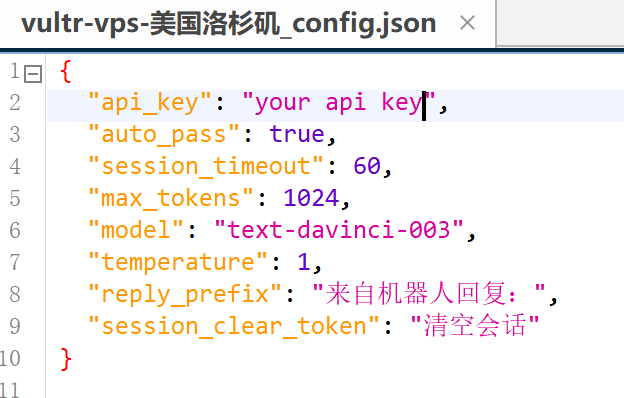 vultr-vps-美国洛杉矶_config.json ×
1 {
2 "api_key": "your api key",
3 "auto_pass": true,
4 "session_timeout": 60,
5 "max_tokens": 1024,
6 "model": "text-davinci-003",
7 "temperature": 1,
8 "reply_prefix": "来自机器人回复：",
9 "session_clear_token": "清空会话"
10 }
11